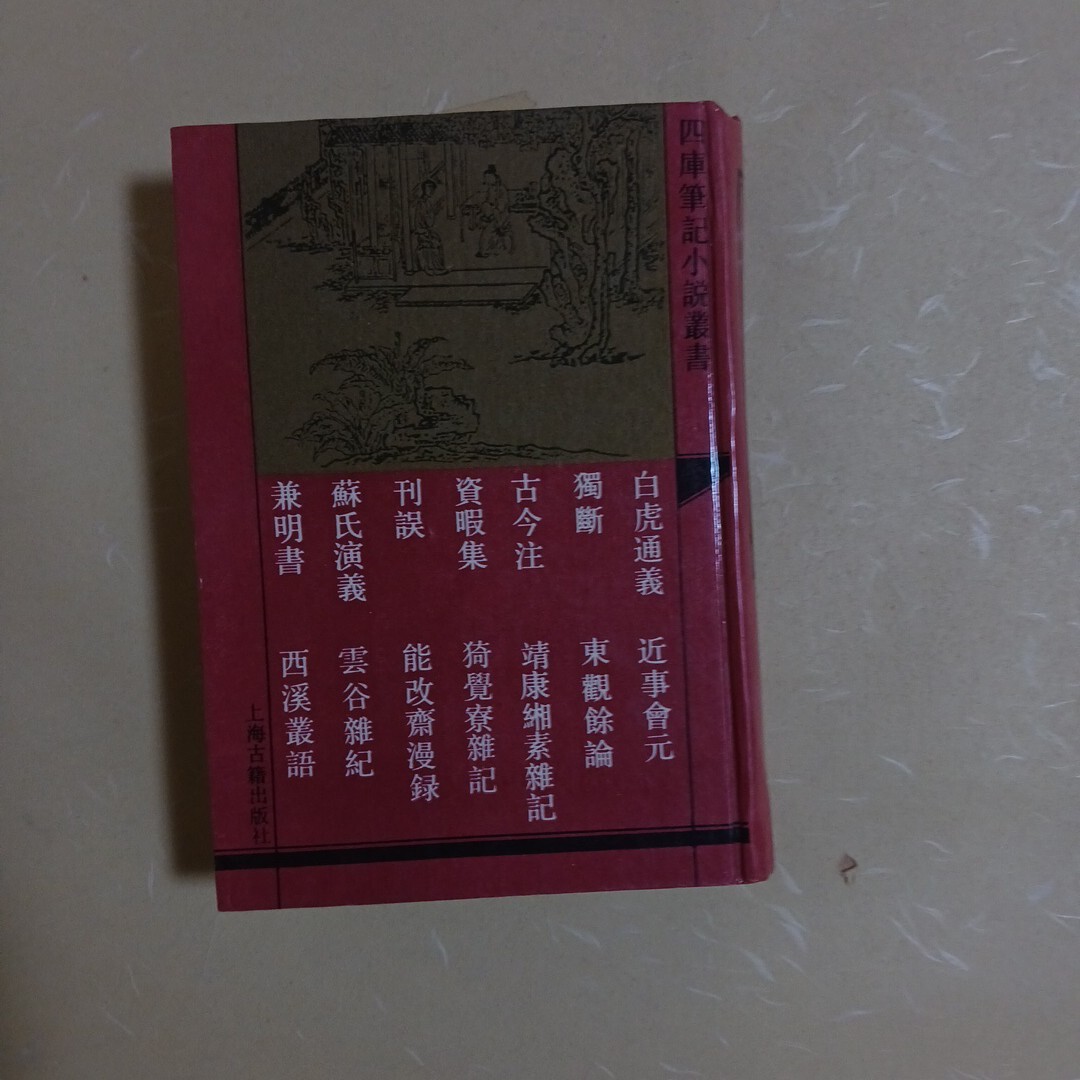 四庫筆記小説叢書
白虎通義
獨斷
古今注
資暇集
刊誤
蘇氏演義
兼明書
近事會元
東觀餘論
靖康緗素雜記
猗覺寮雜記
能改齋漫録
雲谷雜紀
西溪叢語
上海古籍出版社